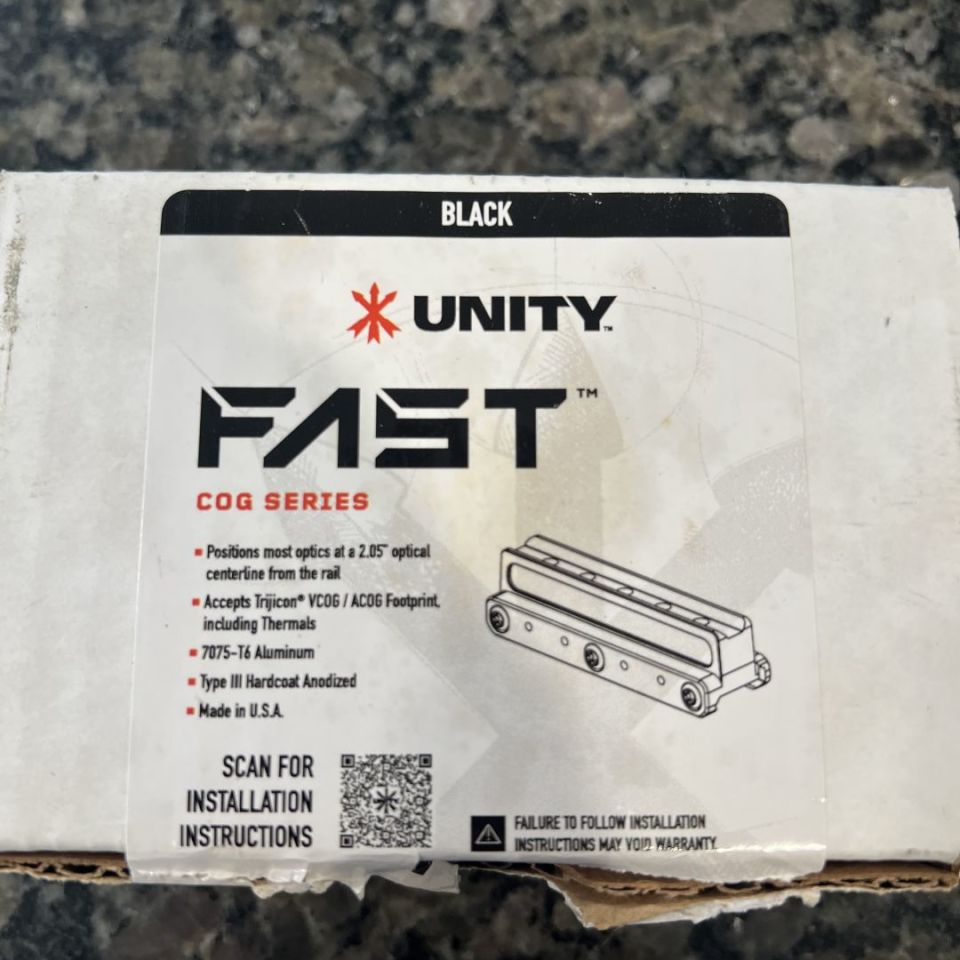 BLACK
UNITY™
FAST™
COG SERIES
▪ Positions most optics at a 2.05" optical
centerline from the rail
▪ Accepts Trijicon® VCOG / ACOG Footprint,
including Thermals
▪ 7075-T6 Aluminum
▪ Type III Hardcoat Anodized
▪ Made in U.S.A.
SCAN FOR
INSTALLATION
INSTRUCTIONS
FAILURE TO FOLLOW INSTALLATION
INSTRUCTIONS MAY VOID WARRANTY.